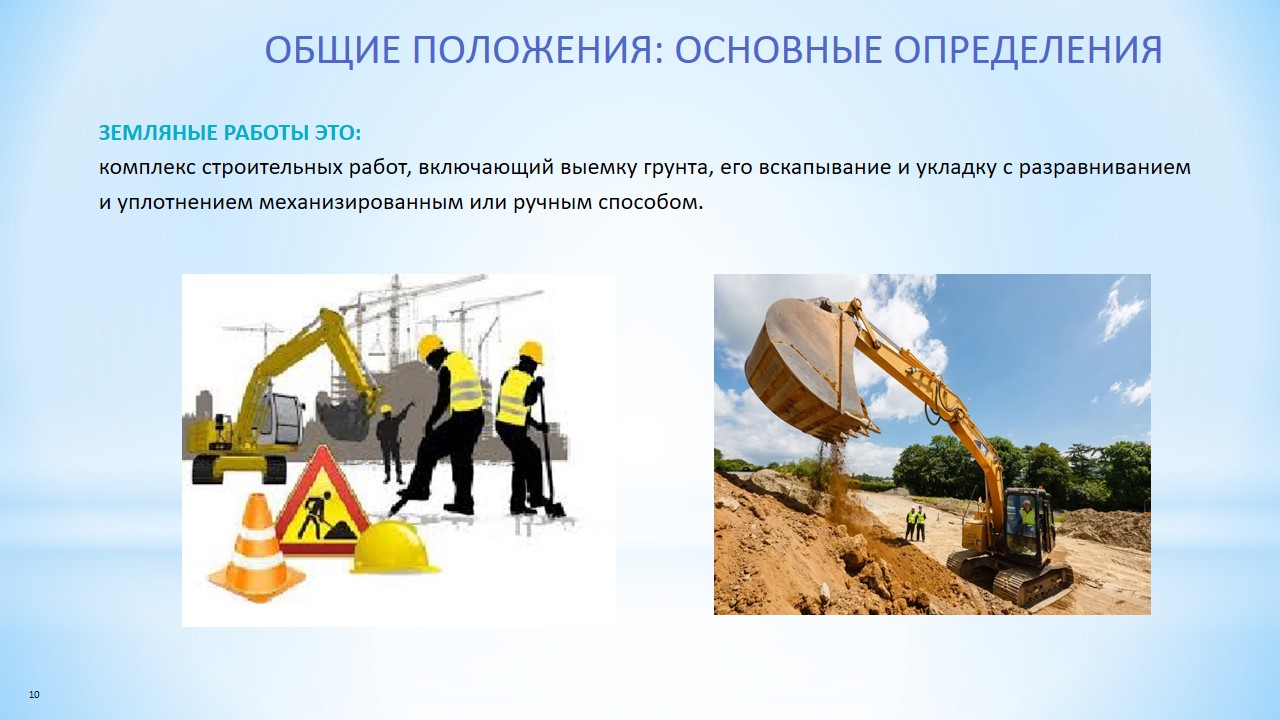 ОБЩИЕ ПОЛОЖЕНИЯ: ОСНОВНЫЕ ОПРЕДЕЛЕНИЯ
ЗЕМЛЯНЫЕ РАБОТЫ ЭТО:
комплекс строительных работ, включающий выемку грунта, его вскапывание и укладку с разравниванием
и уплотнением механизированным или ручным способом.
10